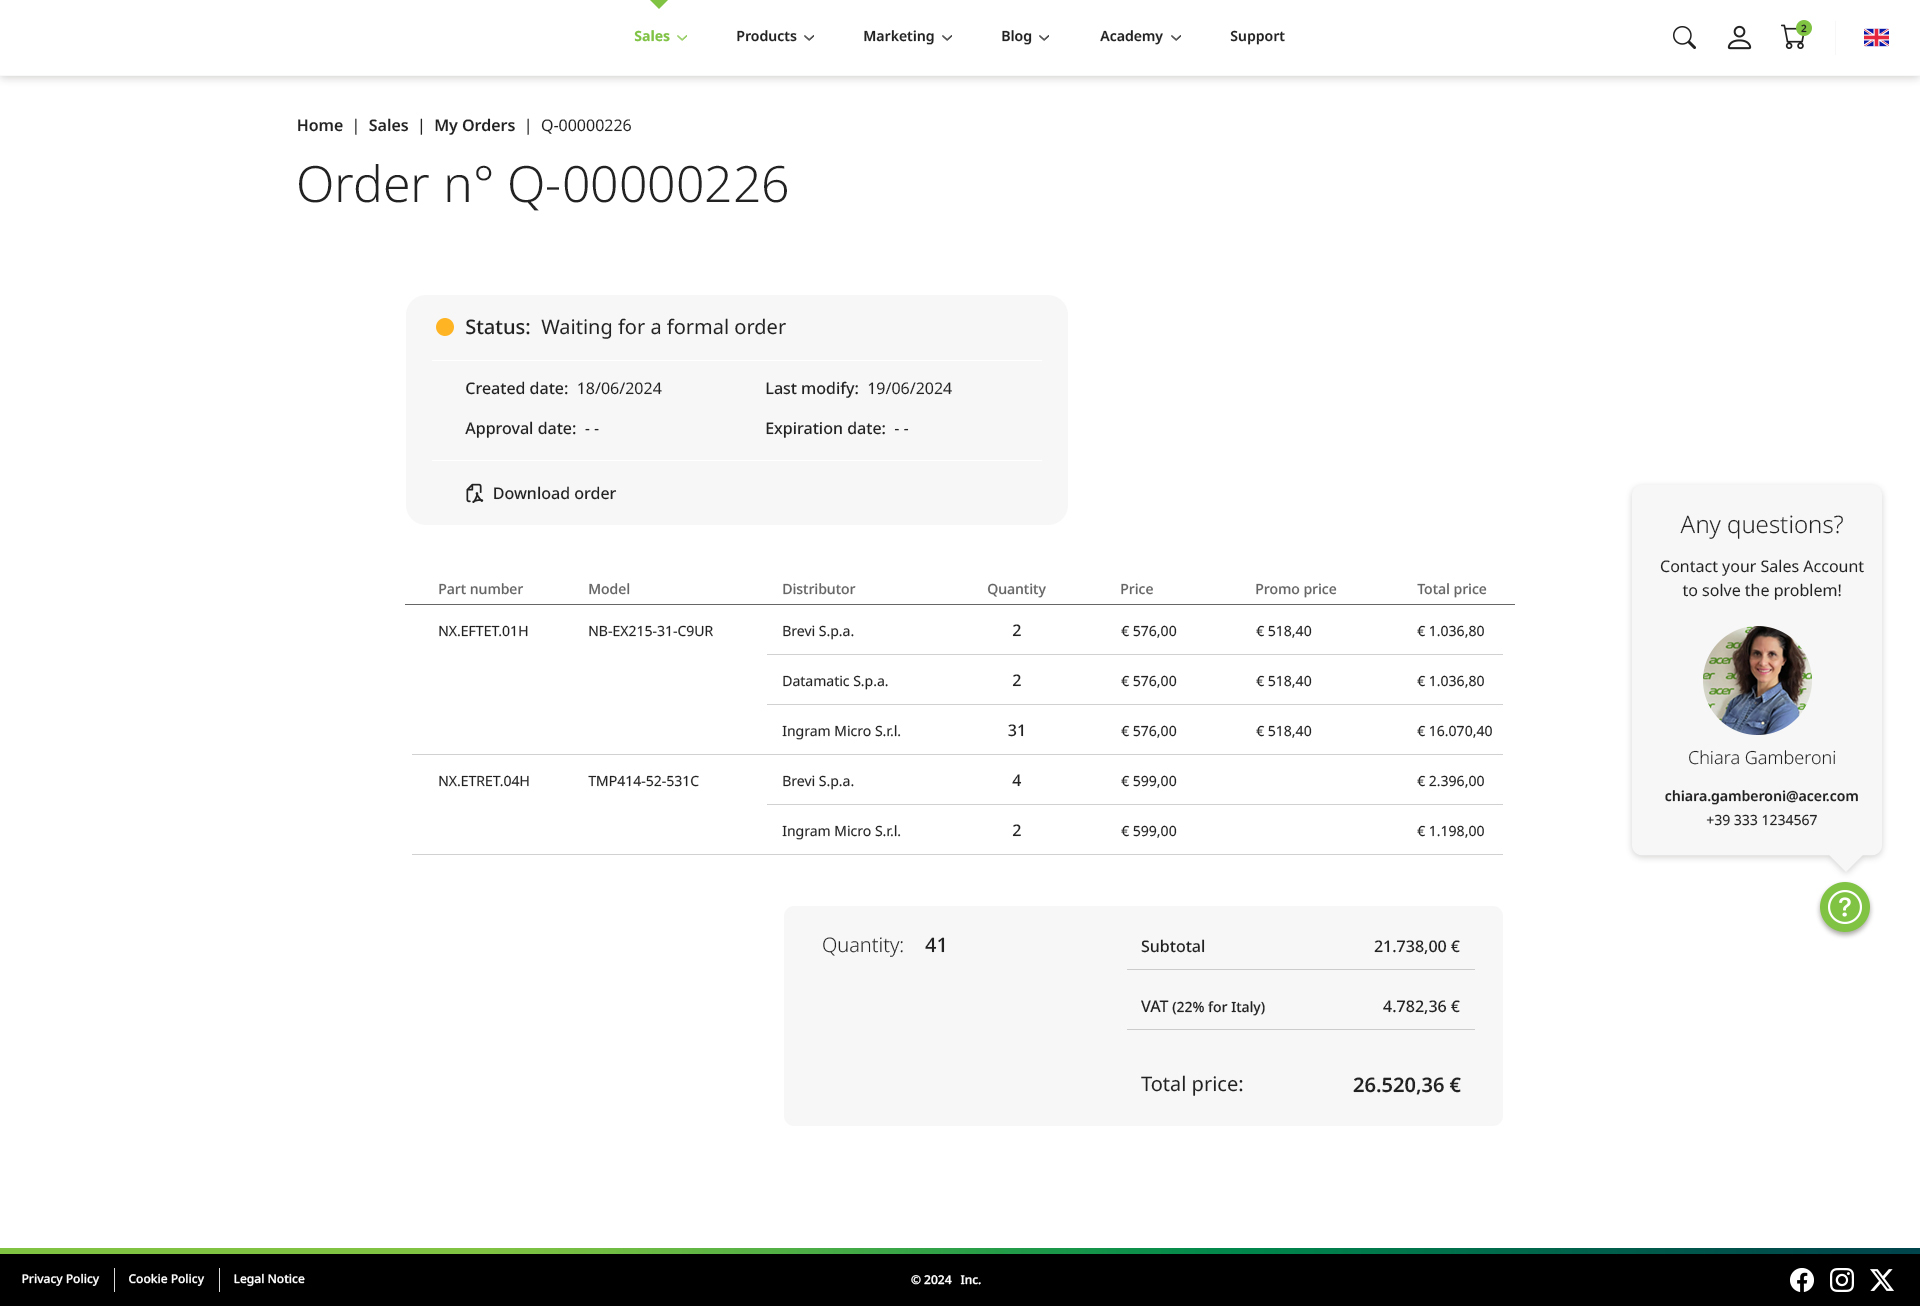 Sales
Products
Marketing
Blog
Academy
Support
2
Home | Sales | My Orders | Q-00000226
Order n° Q-00000226
Status: Waiting for a formal order
Created date: 18/06/2024
Last modify: 19/06/2024
Approval date: - -
Expiration date: - -
Download order
Part number Model Distributor Quantity Price Promo price Total price
NX.EFTET.01H NB-EX215-31-C9UR Brevi S.p.a. 2 € 576,00 € 518,40 € 1.036,80
Datamatic S.p.a. 2 € 576,00 € 518,40 € 1.036,80
Ingram Micro S.r.l. 31 € 576,00 € 518,40 € 16.070,40
NX.ETRET.04H TMP414-52-531C Brevi S.p.a. 4 € 599,00 € 2.396,00
Ingram Micro S.r.l. 2 € 599,00 € 1.198,00
Quantity: 41
Subtotal 21.738,00 €
VAT (22% for Italy) 4.782,36 €
Total price: 26.520,36 €
Any questions?
Contact your Sales Account
to solve the problem!
acer
acer
Chiara Gamberoni
chiara.gamberoni@acer.com
+39 333 1234567
?
Privacy Policy
Cookie Policy
Legal Notice
© 2024 Inc.